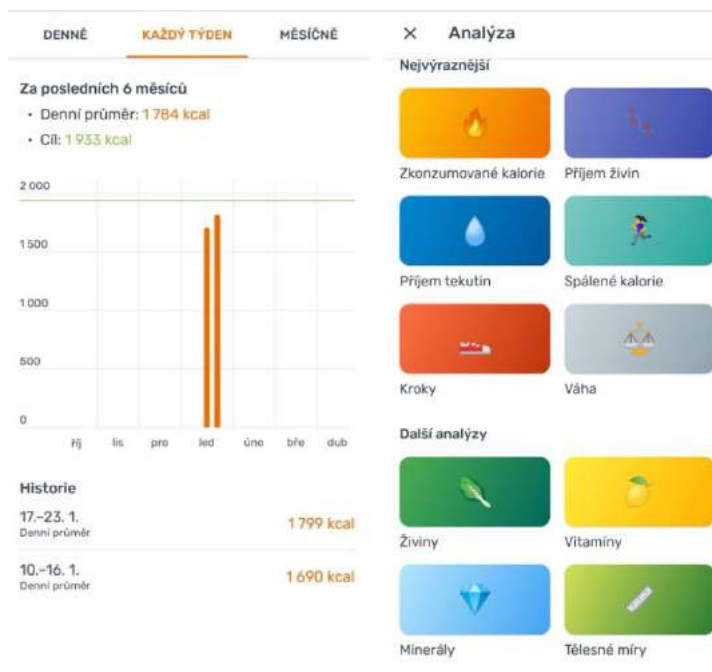 DENNĚ KAŽDÝ TÝDEN MĚSÍČNĚ
Za posledních 6 měsíců
• Denní průměr: 1 784 kcal
• Cíl: 1 933 kcal
2 000
1 500
1 000
500
0
říj lis pro led úno bře dub
Historie
17.–23. 1.
Denní průměr
1 799 kcal
10.–16. 1.
Denní průměr
1 690 kcal
× Analýza
Nejvýraznější
Zkonzumované kalorie Příjem živin
Příjem tekutin Spálené kalorie
Kroky Váha
Další analýzy
Živiny Vitamíny
Minerály Tělesné míry